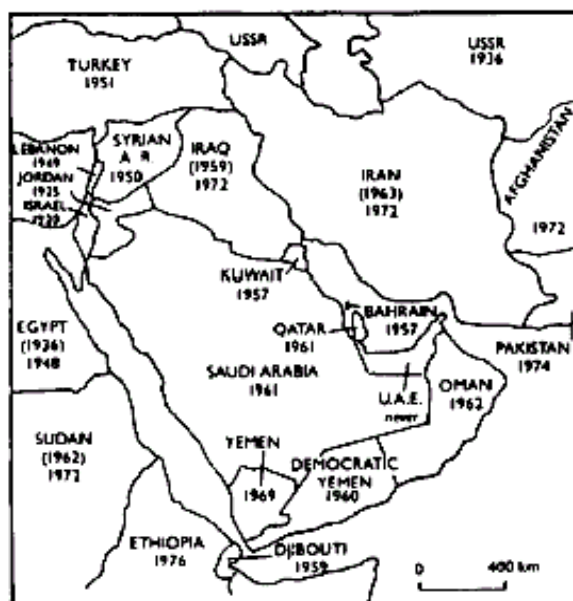 USSR
USSR
1936
TURKEY
1951
AFGHANISTAN
1972
LEBANON
1949
SYRIAN
A R.
1950
IRAQ
(1959)
1972
IRAN
(1963)
1972
JORDAN
1925
ISRAEL
KUWAIT
1957
BAHRAIN
1957
QATAR
1961
EGYPT
(1936)
1948
PAKISTAN
1974
SAUDI ARABIA
1961
U.A.E.
never
OMAN
1962
SUDAN
(1962)
1972
YEMEN
1969
DEMOCRATIC
YEMEN
1960
ETHIOPIA
1976
DJIBOUTI
1959
0 400 km